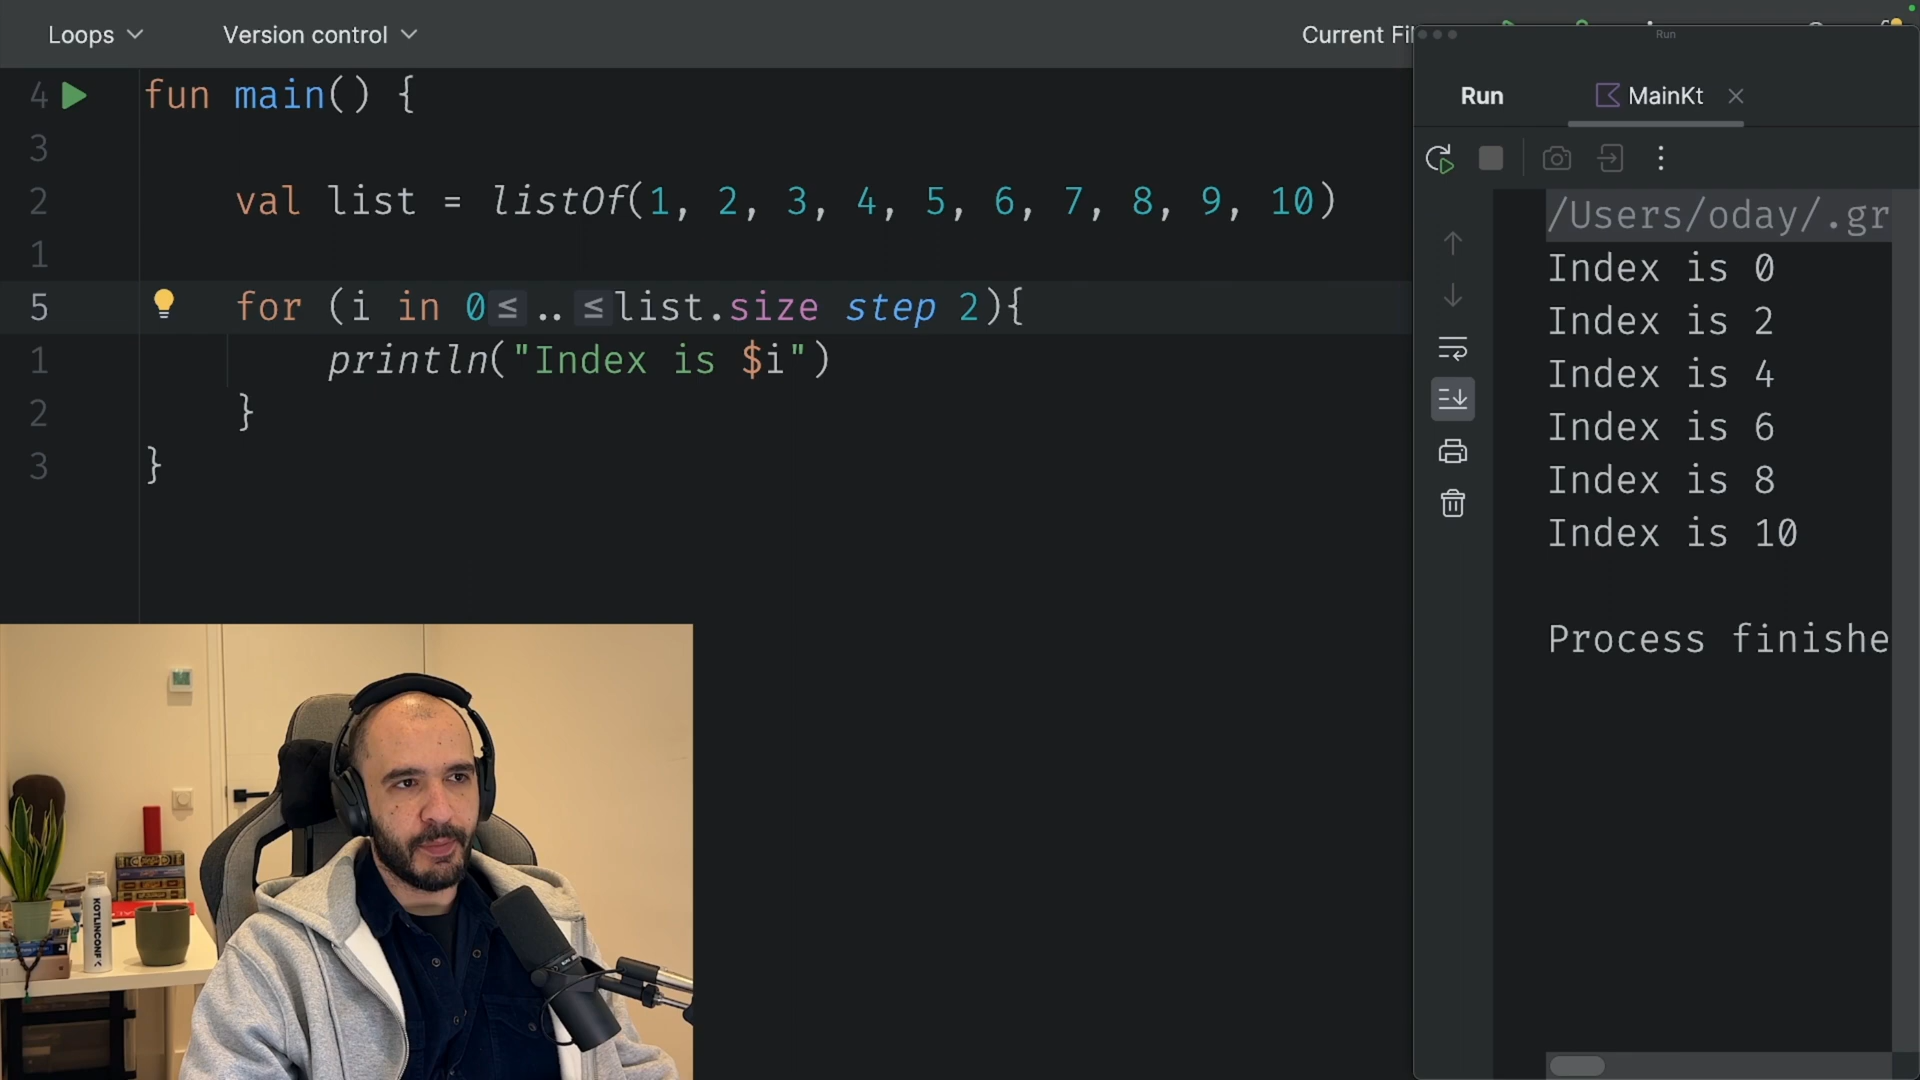 Loops
Version control
Current Fil
Run
Run
MainKt
4
fun main() {
3
2
val list = listOf(1, 2, 3, 4, 5, 6, 7, 8, 9, 10)
1
5
for (i in 0≤..≤list.size step 2){
1
println("Index is $i")
2
}
3
}
/Users/oday/.gr
Index is 0
Index is 2
Index is 4
Index is 6
Index is 8
Index is 10
Process finishe
KOTLINCONF